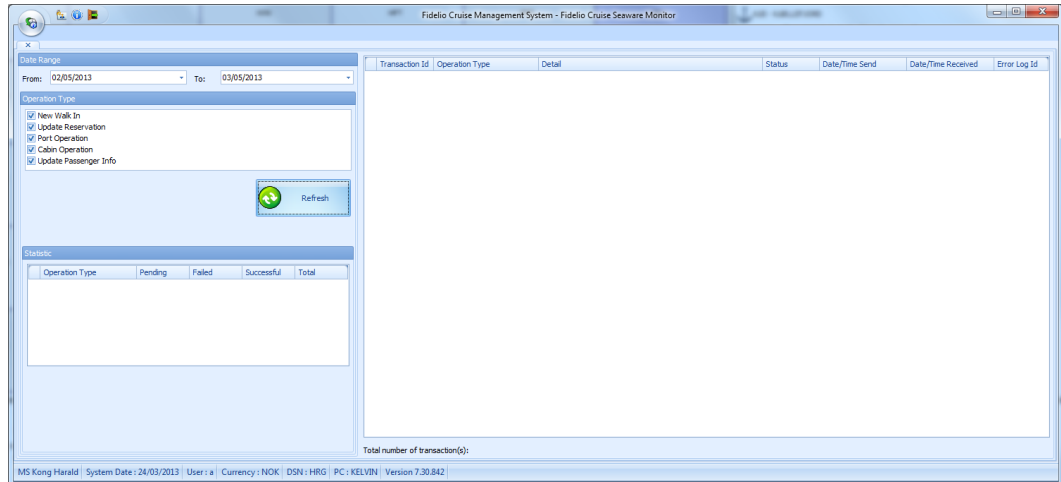 Fidelio Cruise Management System - Fidelio Cruise Seaware Monitor
Date Range
From: 02/05/2013 To: 03/05/2013
Operation Type
New Walk In
Update Reservation
Port Operation
Cabin Operation
Update Passenger Info
Refresh
Statistic
Operation Type Pending Failed Successful Total
Transaction Id Operation Type Detail Status Date/Time Send Date/Time Received Error Log Id
Total number of transaction(s):
MS Kong Harald System Date : 24/03/2013 User : a Currency : NOK DSN : HRG PC : KELVIN Version 7.30.842